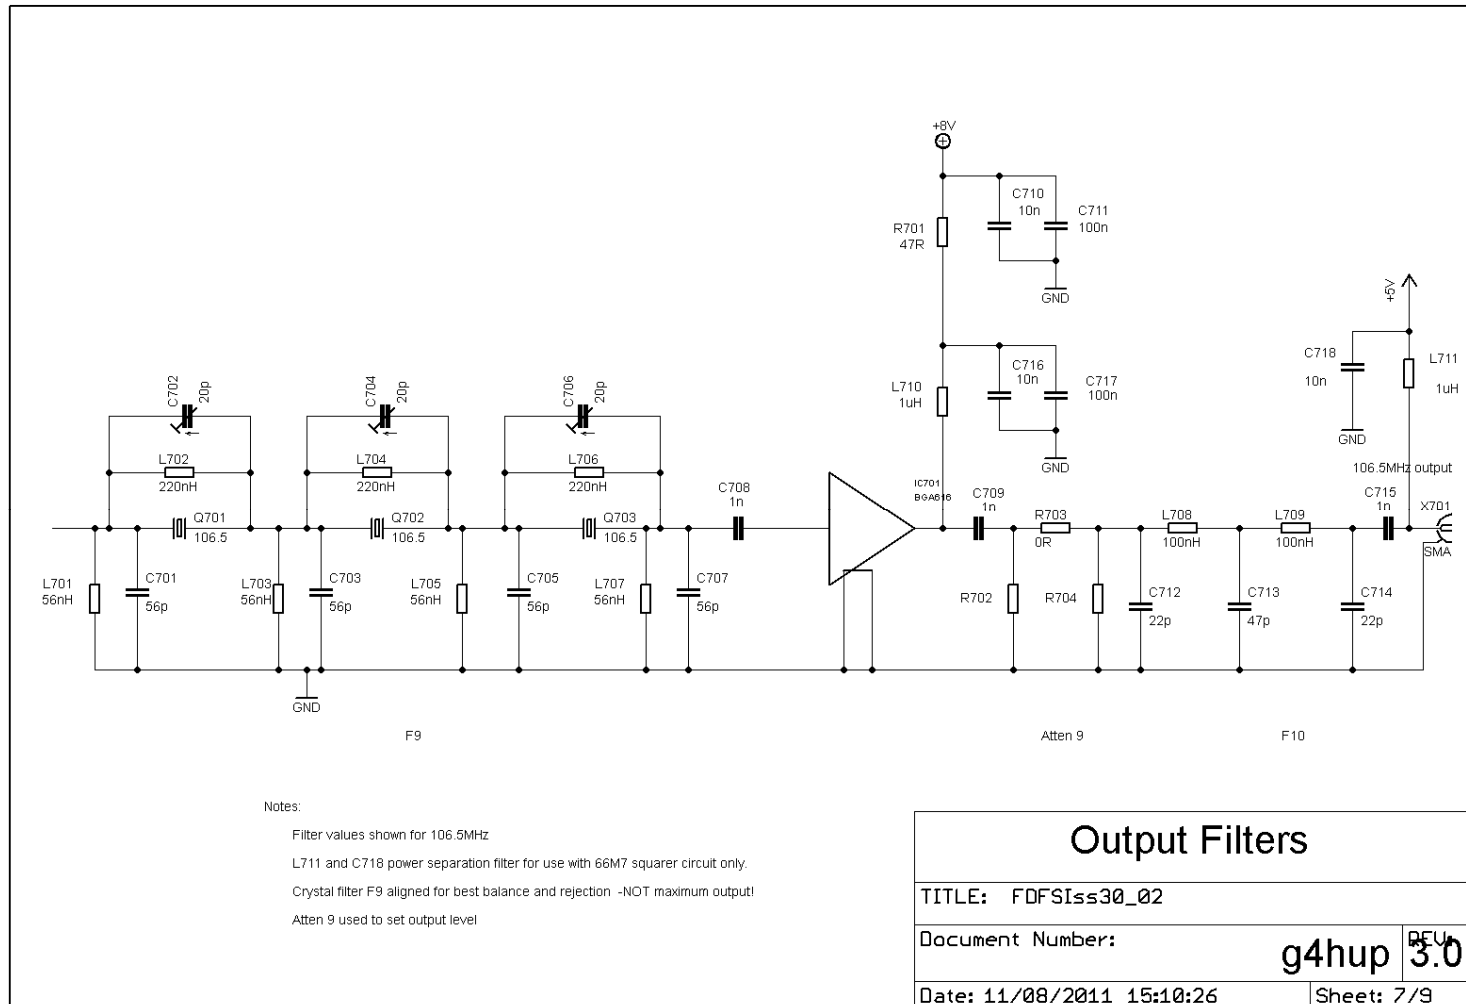 +8V
C710
10n
C711
100n
R701
47R
GND
+5V
C718
10n
L711
1uH
GND
C716
10n
C717
100n
L710
1uH
GND
C702
20p
C704
20p
C706
20p
L702
220nH
L704
220nH
L706
220nH
106.5MHz output
C708
1n
IC701
BGA616
C709
1n
C715
1n
X701
SMA
Q701
106.5
Q702
106.5
Q703
106.5
R703
0R
L708
100nH
L709
100nH
L701
56nH
C701
56p
L703
56nH
C703
56p
L705
56nH
C705
56p
L707
56nH
C707
56p
R702
R704
C712
22p
C713
47p
C714
22p
GND
F9
Atten 9
F10
Notes:
Filter values shown for 106.5MHz
L711 and C718 power separation filter for use with 66M7 squarer circuit only.
Crystal filter F9 aligned for best balance and rejection -NOT maximum output!
Atten 9 used to set output level
Output Filters
TITLE: FDFSIss30_02
Document Number:
g4hup
REV:
3.0
Date: 11/08/2011 15:10:26
Sheet: 7/9